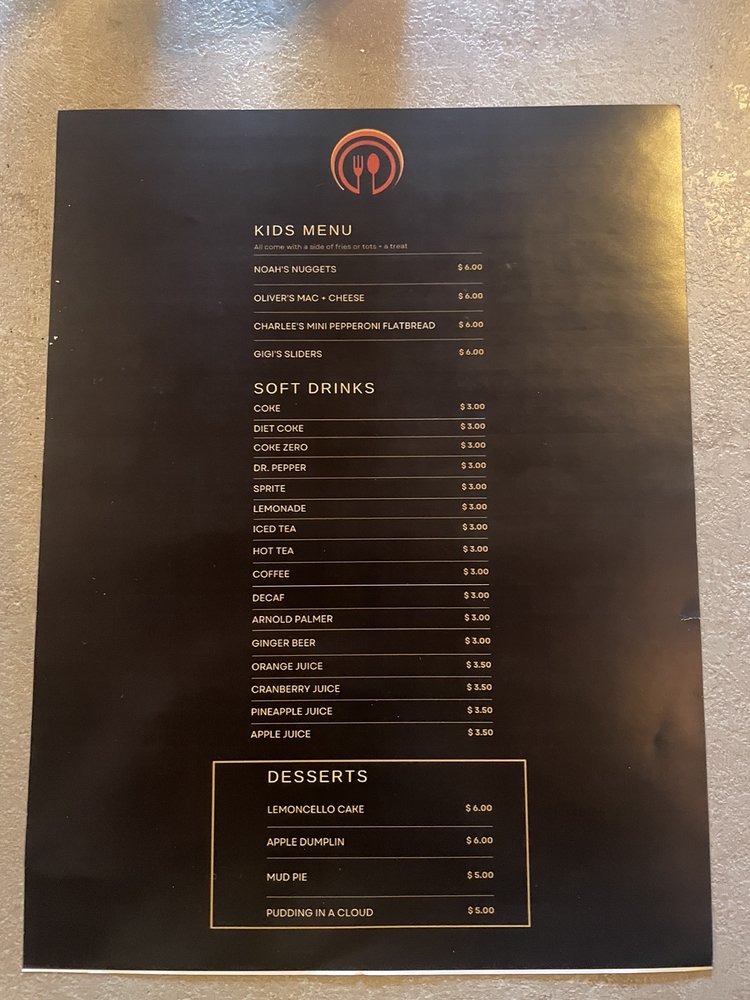 KIDS MENU
All come with a side of fries or tots + a treat
NOAH'S NUGGETS $ 6.00
OLIVER'S MAC + CHEESE $ 6.00
CHARLEE'S MINI PEPPERONI FLATBREAD $ 6.00
GIGI'S SLIDERS $ 6.00
SOFT DRINKS
COKE $ 3.00
DIET COKE $ 3.00
COKE ZERO $ 3.00
DR. PEPPER $ 3.00
SPRITE $ 3.00
LEMONADE $ 3.00
ICED TEA $ 3.00
HOT TEA $ 3.00
COFFEE $ 3.00
DECAF $ 3.00
ARNOLD PALMER $ 3.00
GINGER BEER $ 3.00
ORANGE JUICE $ 3.50
CRANBERRY JUICE $ 3.50
PINEAPPLE JUICE $ 3.50
APPLE JUICE $ 3.50
DESSERTS
LEMONCELLO CAKE $ 6.00
APPLE DUMPLIN $ 6.00
MUD PIE $ 5.00
PUDDING IN A CLOUD $ 5.00